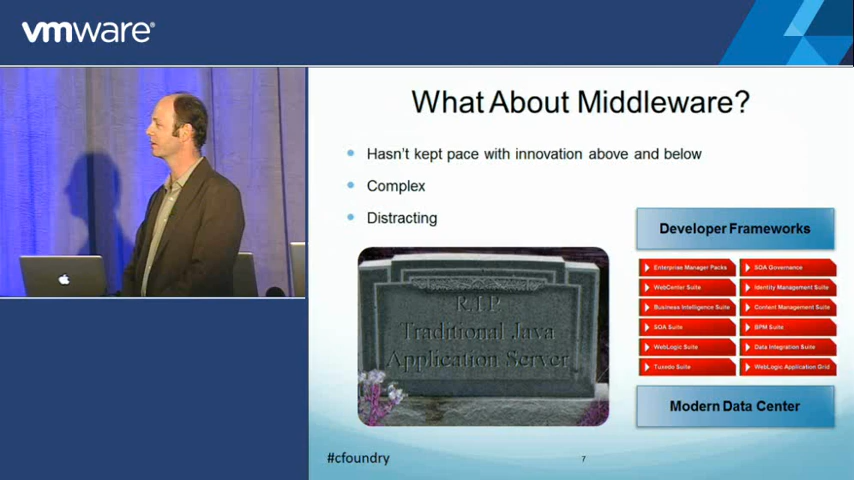 vmware®
What About Middleware?
Hasn't kept pace with innovation above and below
Complex
Distracting
R.I.P
Traditional Java
Application Server
Developer Frameworks
Enterprise Manager Packs
SOA Governance
WebCenter Suite
Identity Management Suite
Business Intelligence Suite
Content Management Suite
SOA Suite
BPM Suite
WebLogic Suite
Data Integration Suite
Tuxedo Suite
WebLogic Application Grid
Modern Data Center
#cfoundry
7